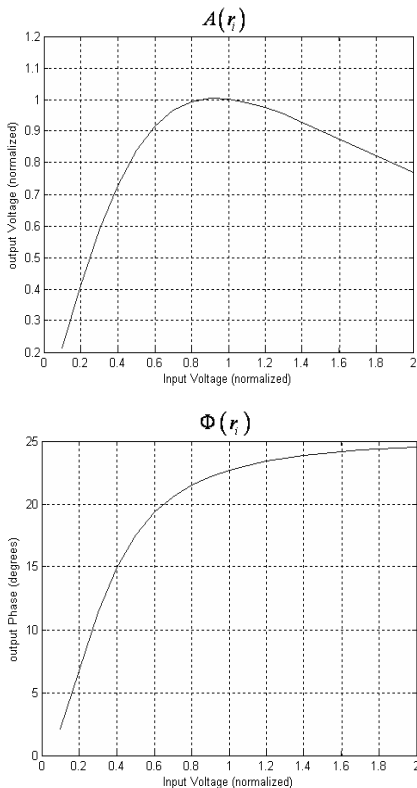 A(r_i)
1.2
1.1
1
0.9
0.8
0.7
0.6
0.5
0.4
0.3
0.2
output Voltage (normalized)
0 0.2 0.4 0.6 0.8 1 1.2 1.4 1.6 1.8 2
Input Voltage (normalized)
Φ(r_i)
25
20
15
10
5
0
output Phase (degrees)
0 0.2 0.4 0.6 0.8 1 1.2 1.4 1.6 1.8 2
Input Voltage (normalized)